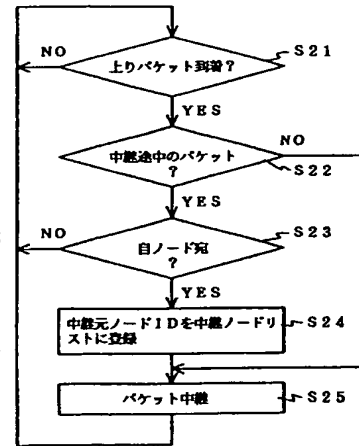 NO
上りパケット到着?
S21
YES
NO
中継途中のパケット
?
S22
YES
NO
自ノード宛
?
S23
YES
中継元ノードIDを中継ノードリ
ストに登録
S24
パケット中継
S25